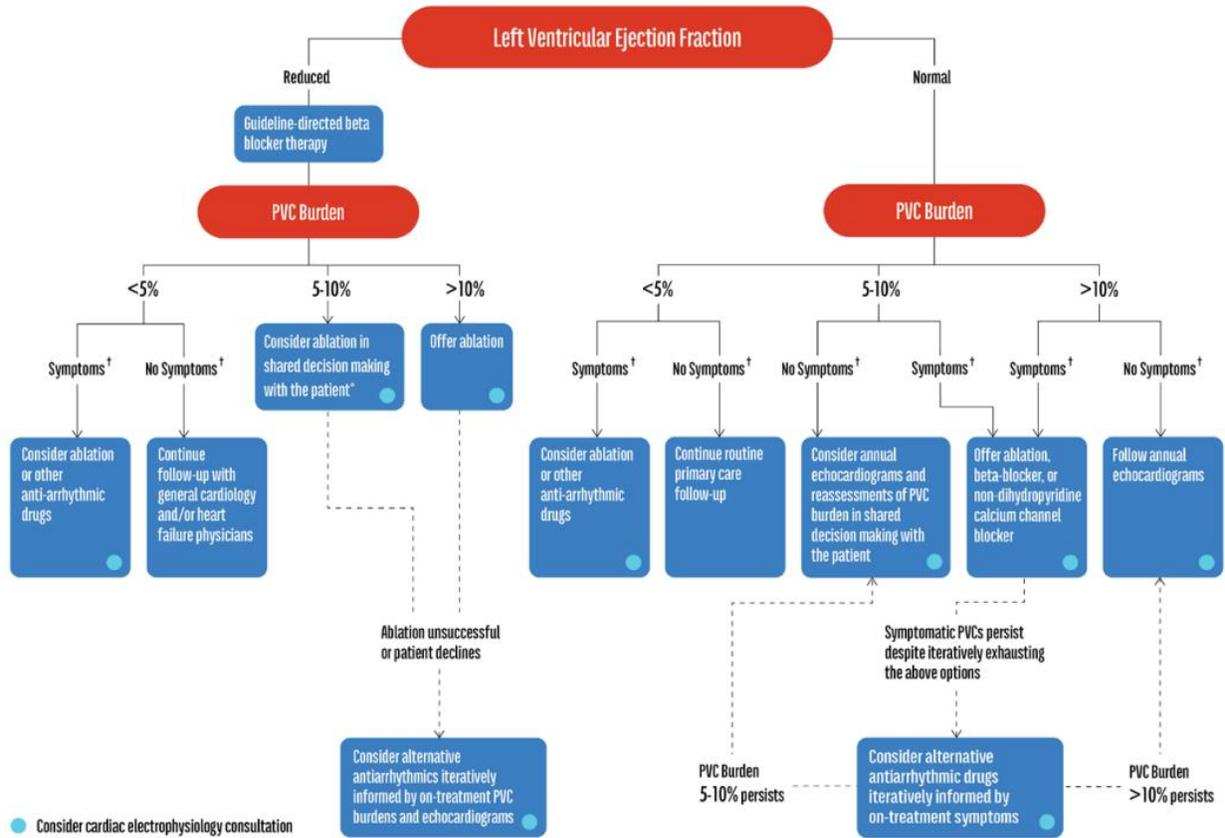 Left Ventricular Ejection Fraction
Reduced
Normal
Guideline-directed beta
blocker therapy
PVC Burden
PVC Burden
<5%
5-10%
>10%
<5%
5-10%
>10%
Consider ablation in
shared decision making
with the patient*
Offer ablation
Symptoms†
No Symptoms†
Symptoms†
No Symptoms†
No Symptoms†
Symptoms†
Symptoms†
No Symptoms†
Consider ablation
or other
anti-arrhythmic
drugs
Continue
follow-up with
general cardiology
and/or heart
failure physicians
Consider ablation
or other
anti-arrhythmic
drugs
Continue routine
primary care
follow-up
Consider annual
echocardiograms and
reassessments of PVC
burden in shared
decision making with
the patient
Offer ablation,
beta-blocker, or
non-dihydropyridine
calcium channel
blocker
Follow annual
echocardiograms
Ablation unsuccessful
or patient declines
Symptomatic PVCs persist
despite iteratively exhausting
the above options
Consider alternative
antiarrhythmics iteratively
informed by on-treatment PVC
burdens and echocardiograms
PVC Burden
5-10% persists
Consider alternative
antiarrhythmic drugs
iteratively informed by
on-treatment symptoms
PVC Burden
>10% persists
Consider cardiac electrophysiology consultation